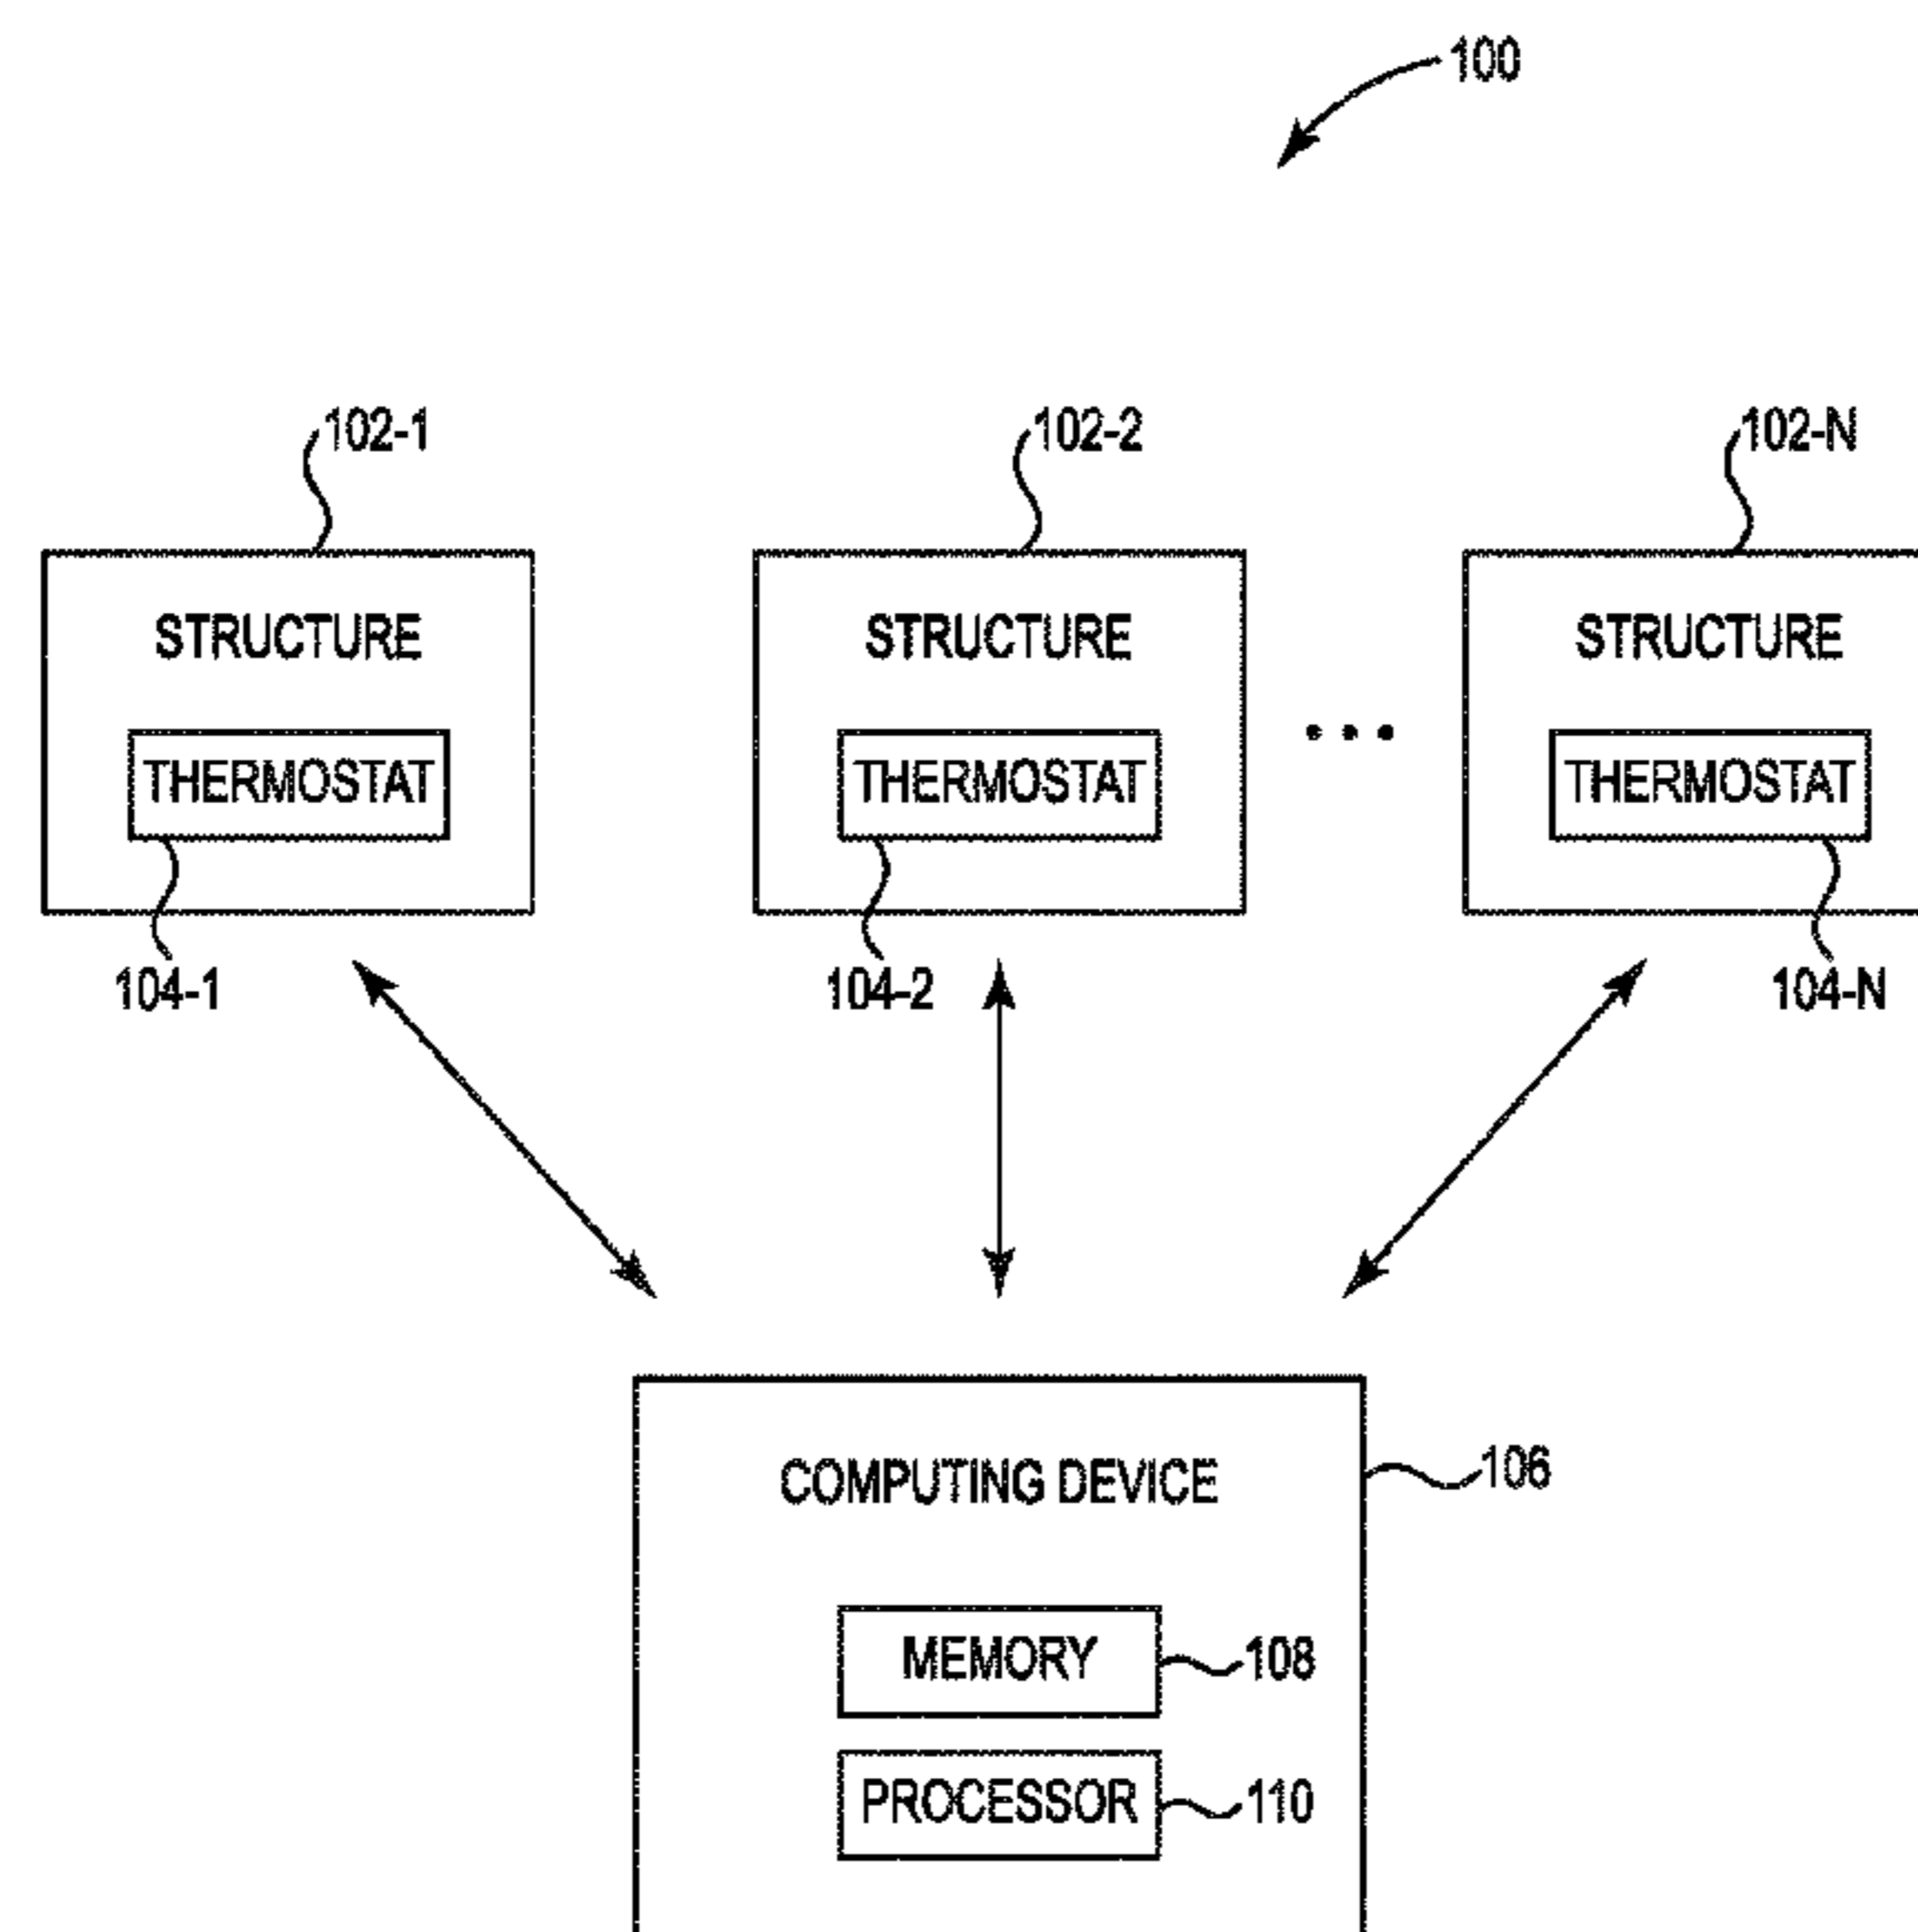 100
102-1 102-2 102-N
STRUCTURE STRUCTURE STRUCTURE
THERMOSTAT THERMOSTAT THERMOSTAT
104-1 104-2 104-N
COMPUTING DEVICE 106
MEMORY 108
PROCESSOR 110